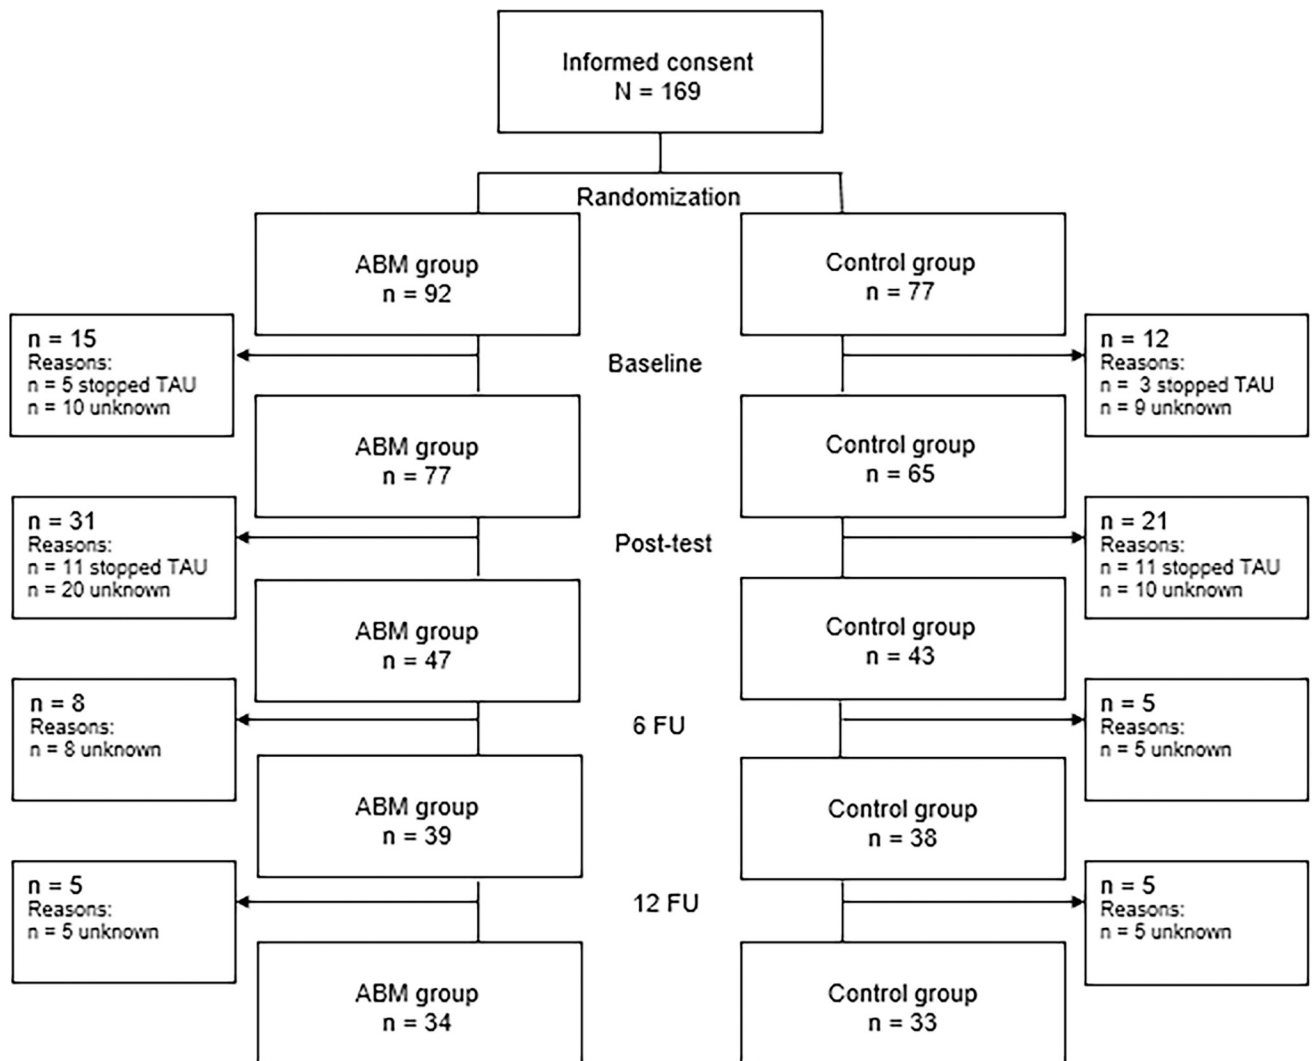 Informed consent
N = 169
Randomization
ABM group
n = 92
Control group
n = 77
n = 15
Reasons:
n = 5 stopped TAU
n = 10 unknown
Baseline
n = 12
Reasons:
n = 3 stopped TAU
n = 9 unknown
ABM group
n = 77
Control group
n = 65
n = 31
Reasons:
n = 11 stopped TAU
n = 20 unknown
Post-test
n = 21
Reasons:
n = 11 stopped TAU
n = 10 unknown
ABM group
n = 47
Control group
n = 43
n = 8
Reasons:
n = 8 unknown
6 FU
n = 5
Reasons:
n = 5 unknown
ABM group
n = 39
Control group
n = 38
n = 5
Reasons:
n = 5 unknown
12 FU
n = 5
Reasons:
n = 5 unknown
ABM group
n = 34
Control group
n = 33